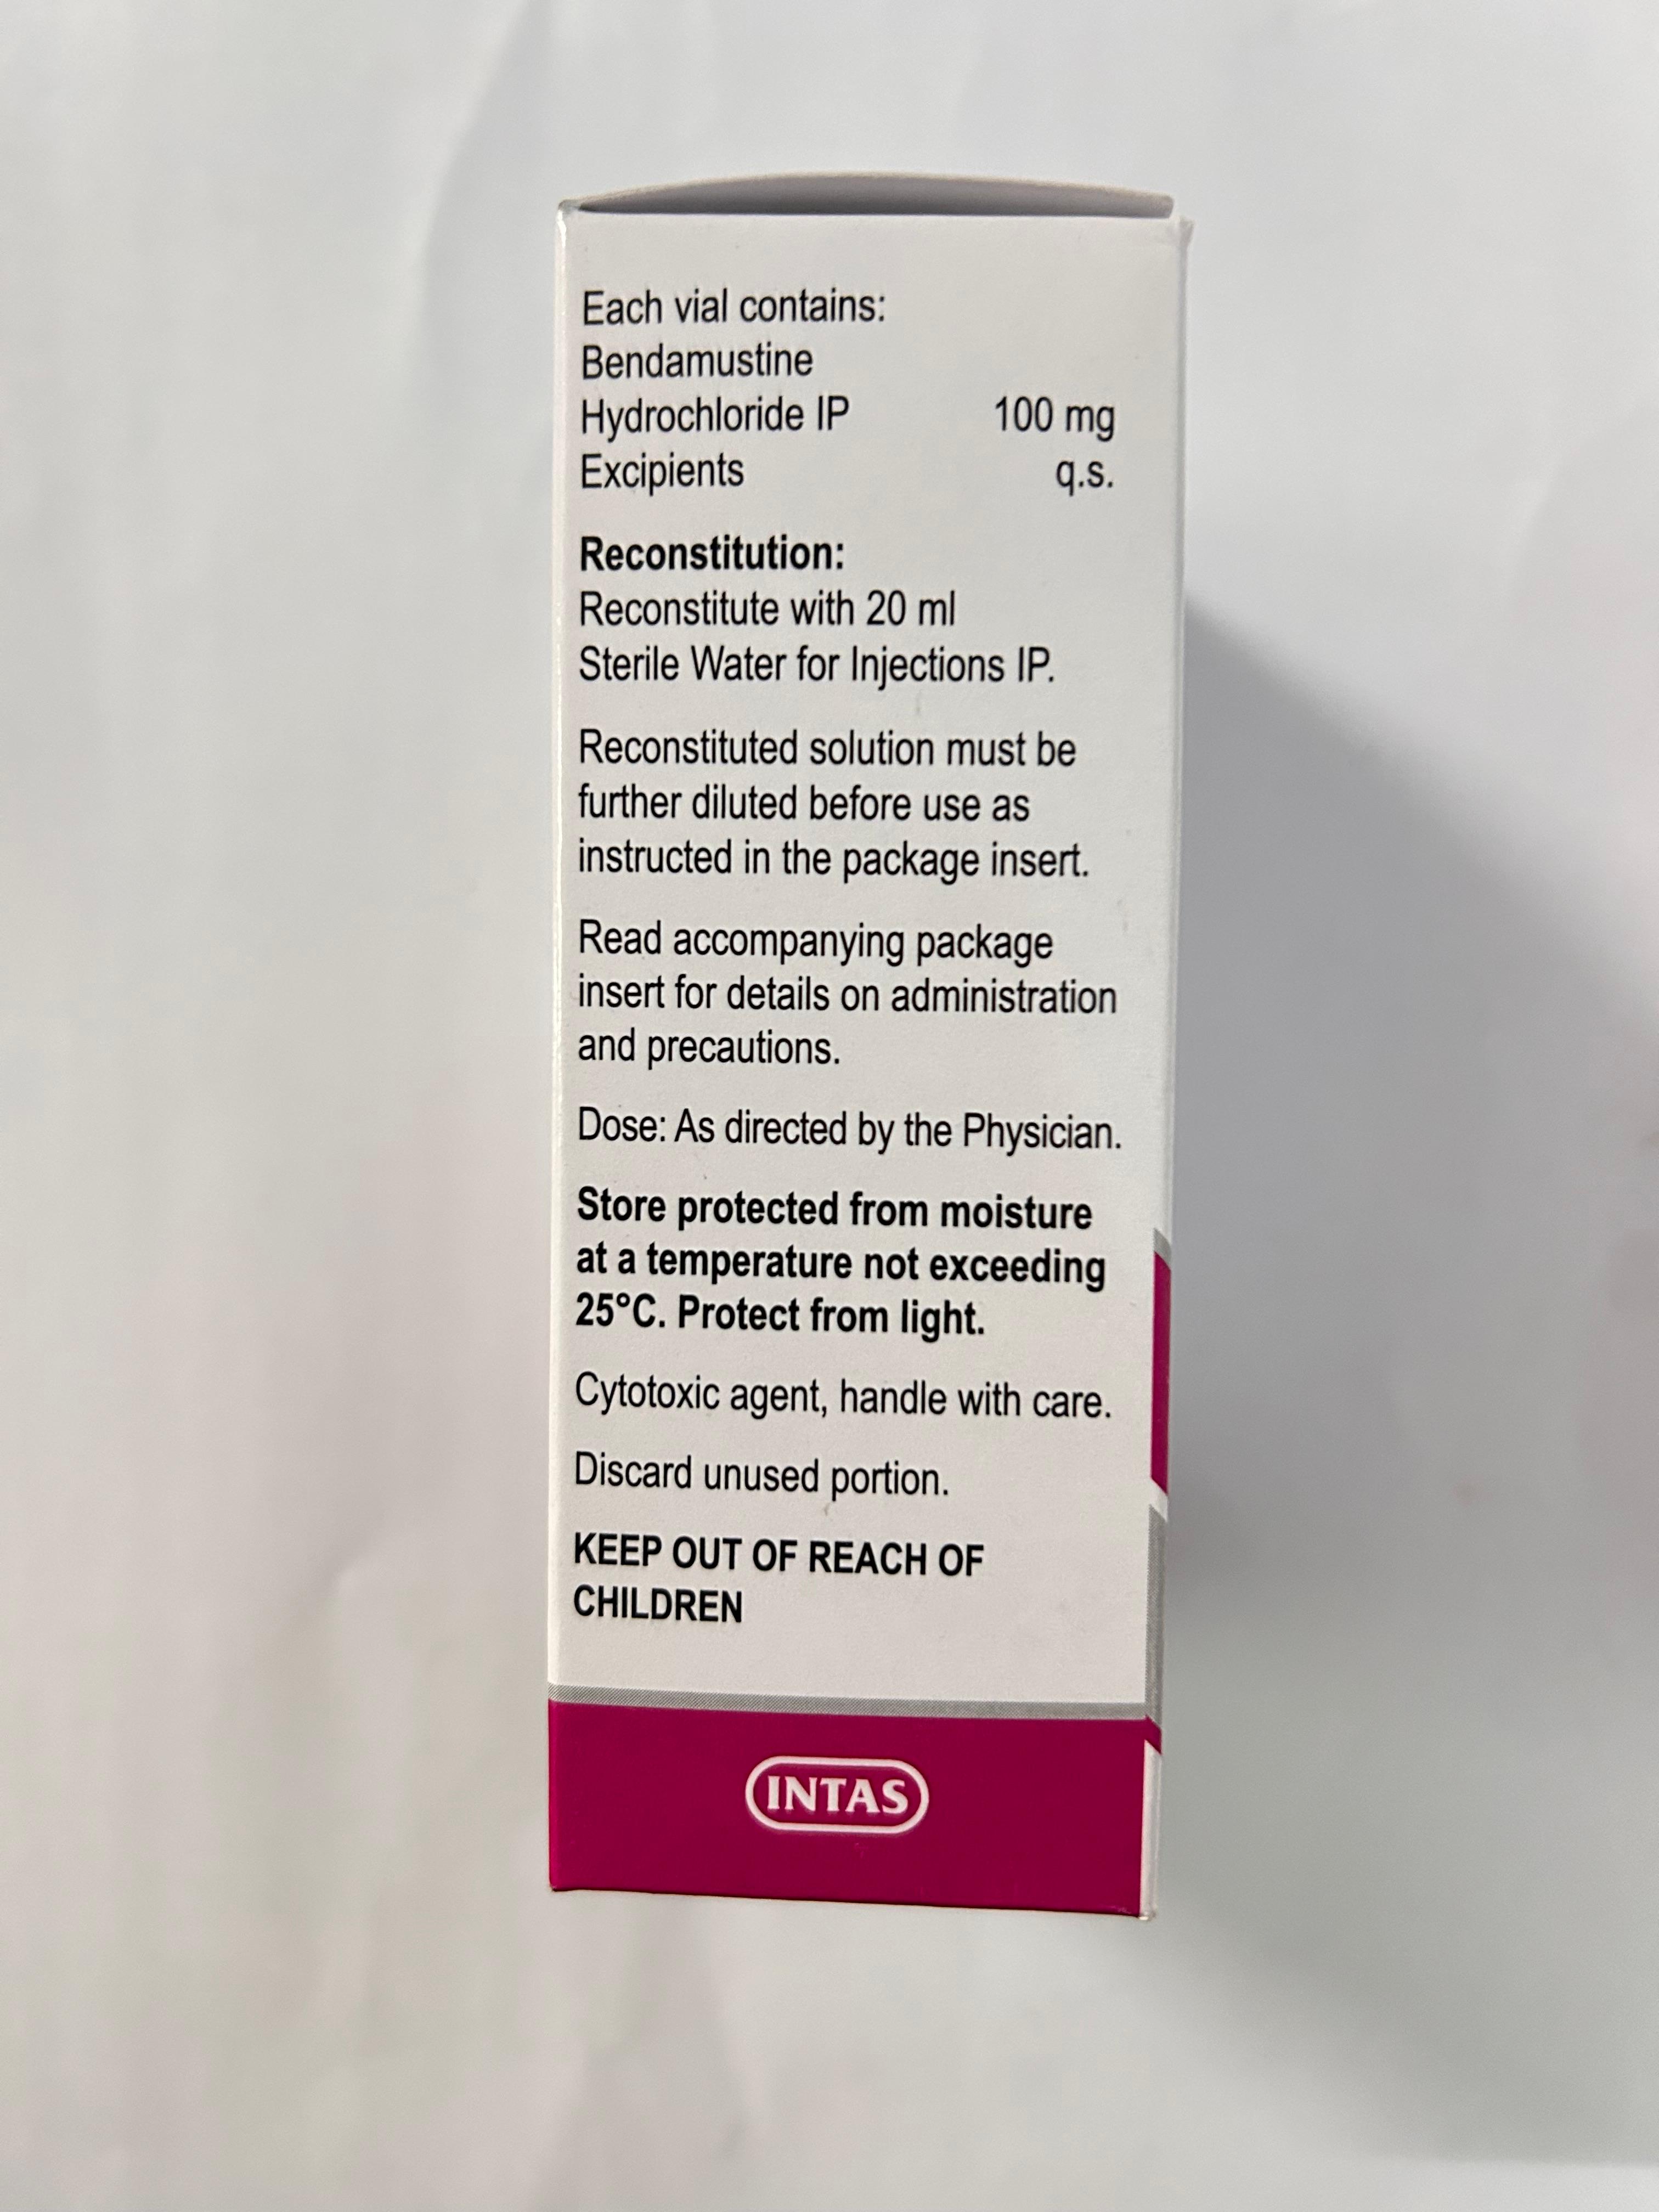 Each vial contains:
Bendamustine
Hydrochloride IP 100 mg
Excipients q.s.
Reconstitution:
Reconstitute with 20 ml
Sterile Water for Injections IP.
Reconstituted solution must be
further diluted before use as
instructed in the package insert.
Read accompanying package
insert for details on administration
and precautions.
Dose: As directed by the Physician.
Store protected from moisture
at a temperature not exceeding
25°C. Protect from light.
Cytotoxic agent, handle with care.
Discard unused portion.
KEEP OUT OF REACH OF
CHILDREN
INTAS